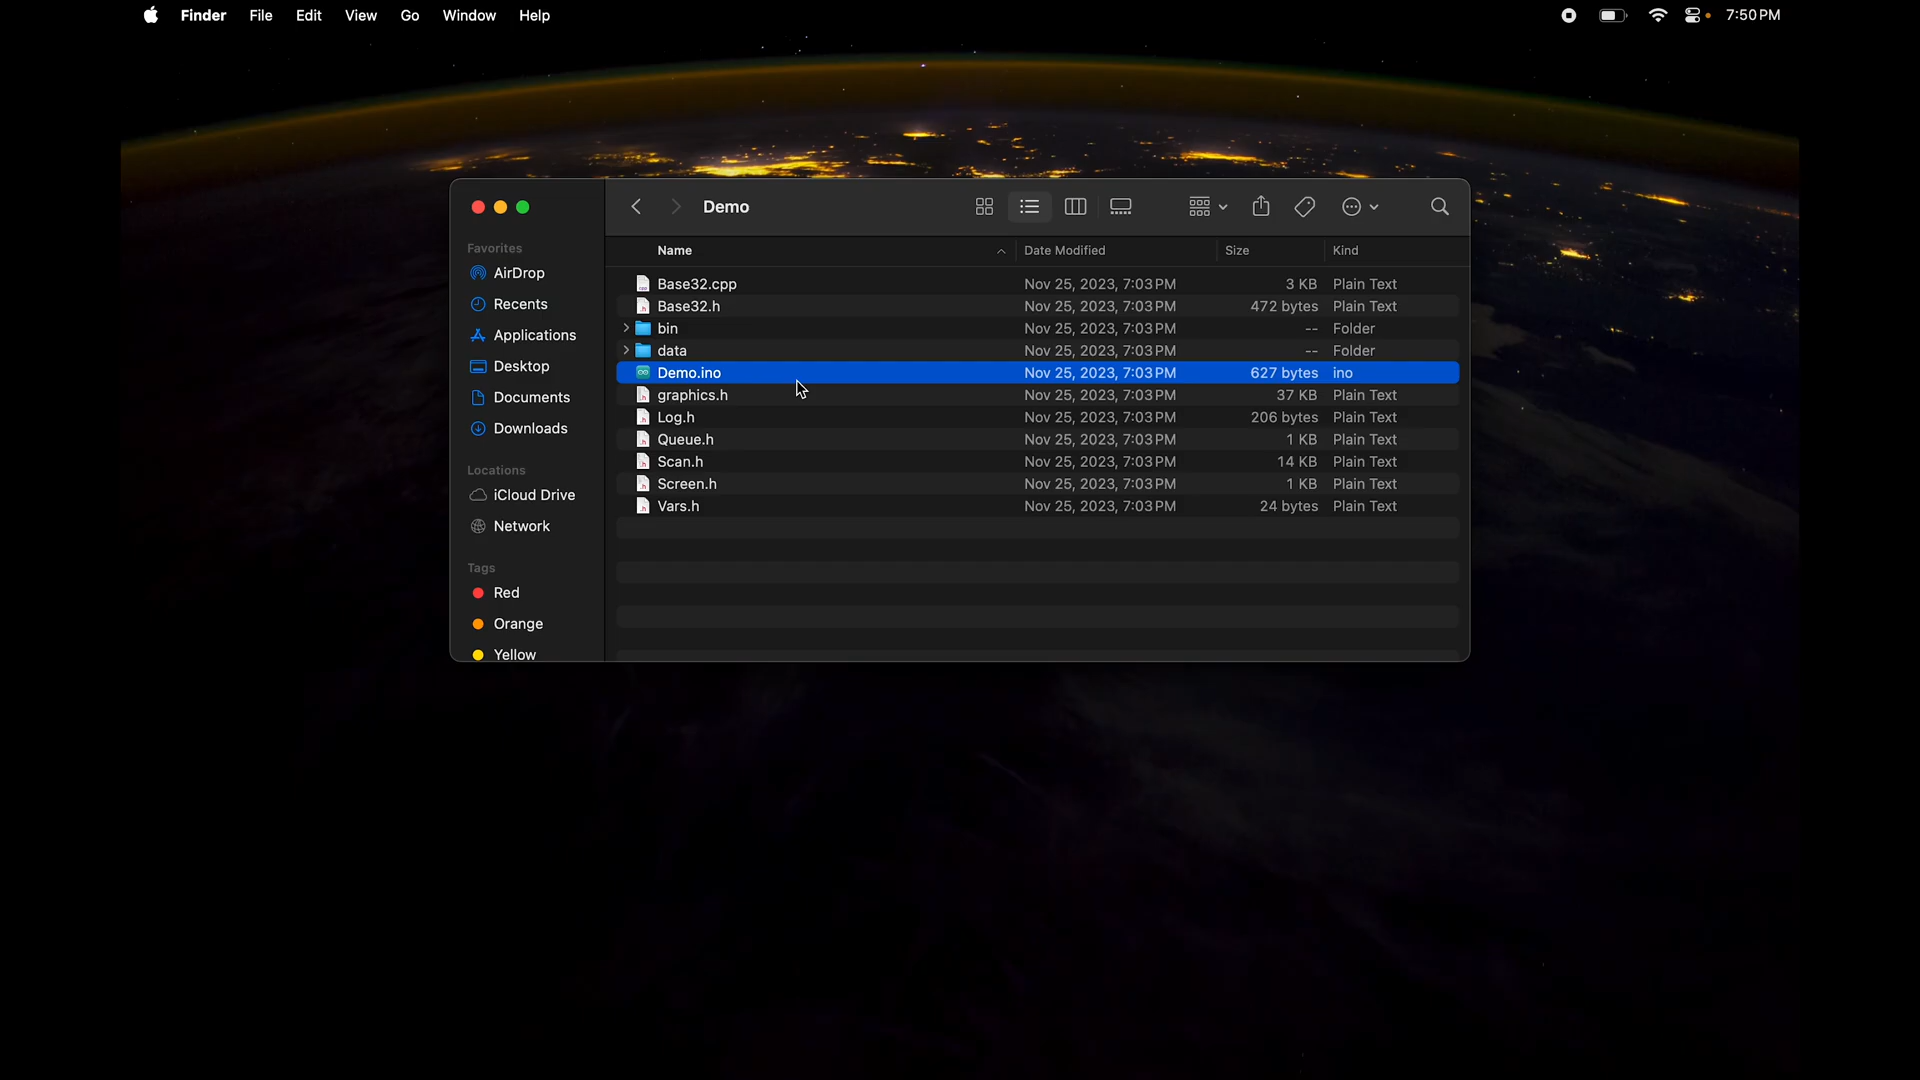 Finder File Edit View Go Window Help 7:50 PM
Demo
Favorites
AirDrop
Recents
Applications
Desktop
Documents
Downloads
Locations
iCloud Drive
Network
Tags
Red
Orange
Yellow
Name Date Modified Size Kind
Base32.cpp Nov 25, 2023, 7:03 PM 3 KB Plain Text
Base32.h Nov 25, 2023, 7:03 PM 472 bytes Plain Text
bin Nov 25, 2023, 7:03 PM -- Folder
data Nov 25, 2023, 7:03 PM -- Folder
Demo.ino Nov 25, 2023, 7:03 PM 627 bytes ino
graphics.h Nov 25, 2023, 7:03 PM 37 KB Plain Text
Log.h Nov 25, 2023, 7:03 PM 206 bytes Plain Text
Queue.h Nov 25, 2023, 7:03 PM 1 KB Plain Text
Scan.h Nov 25, 2023, 7:03 PM 14 KB Plain Text
Screen.h Nov 25, 2023, 7:03 PM 1 KB Plain Text
Vars.h Nov 25, 2023, 7:03 PM 24 bytes Plain Text